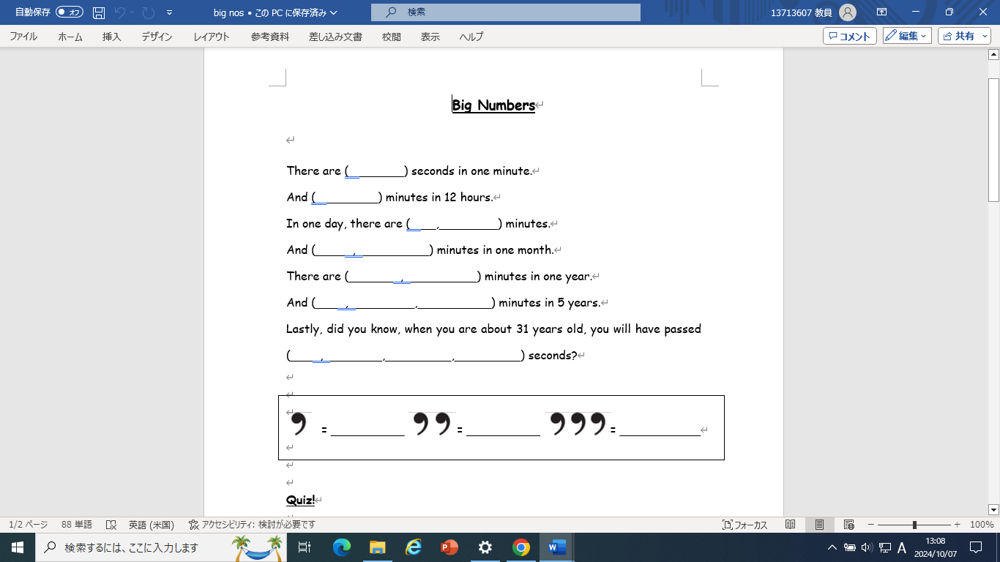 自動保存 オフ big nos • この PC に保存済み 検索 13713607 教員
ファイル ホーム 挿入 デザイン レイアウト 参考資料 差し込み文書 校閲 表示 ヘルプ コメント 編集 共有
Big Numbers
There are (________) seconds in one minute.
And (_________) minutes in 12 hours.
In one day, there are (____,________) minutes.
And (_____,__________) minutes in one month.
There are (_______,__________) minutes in one year.
And (____,_________,__________) minutes in 5 years.
Lastly, did you know, when you are about 31 years old, you will have passed
(____,________,_________,_________) seconds?
, = __________ ,, = __________ ,,, = ___________
Quiz!
1/2 ページ 88 単語 英語 (米国) アクセシビリティ: 検討が必要です フォーカス 100%
検索するには、ここに入力します A 13:08
2024/10/07